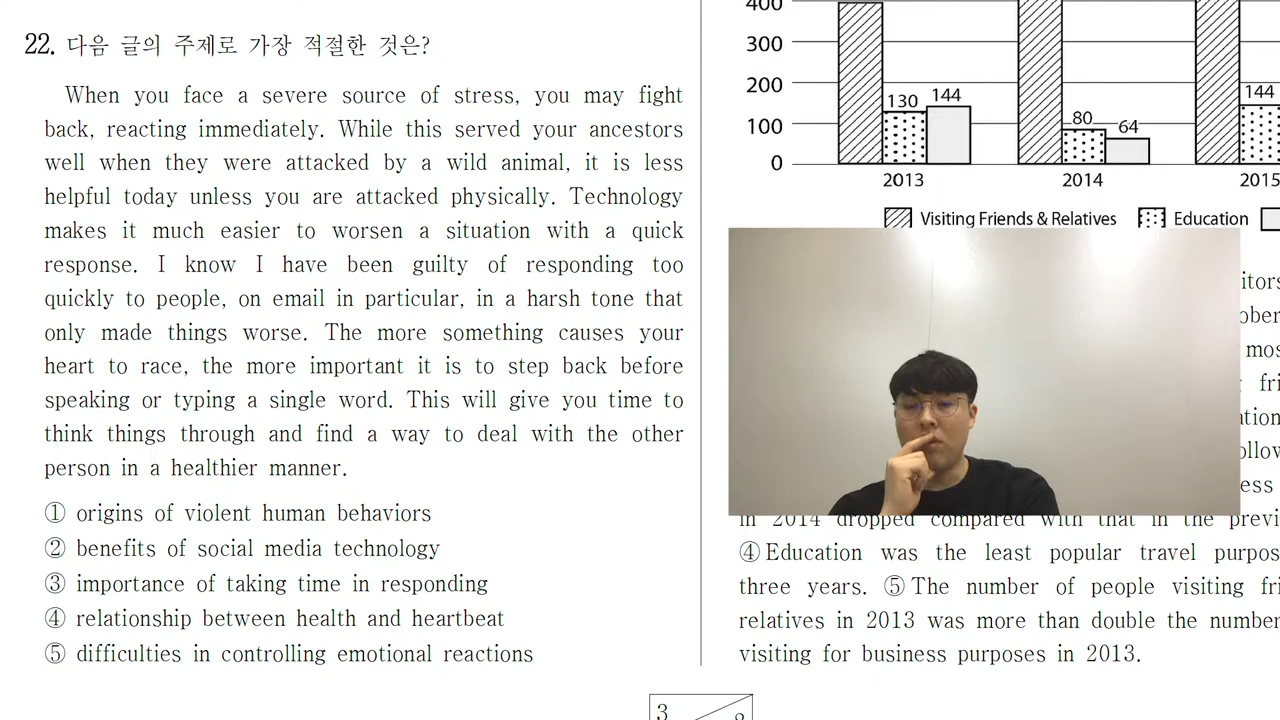 22. 다음 글의 주제로 가장 적절한 것은?
When you face a severe source of stress, you may fight
back, reacting immediately. While this served your ancestors
well when they were attacked by a wild animal, it is less
helpful today unless you are attacked physically. Technology
makes it much easier to worsen a situation with a quick
response. I know I have been guilty of responding too
quickly to people, on email in particular, in a harsh tone that
only made things worse. The more something causes your
heart to race, the more important it is to step back before
speaking or typing a single word. This will give you time to
think things through and find a way to deal with the other
person in a healthier manner.
① origins of violent human behaviors
② benefits of social media technology
③ importance of taking time in responding
④ relationship between health and heartbeat
⑤ difficulties in controlling emotional reactions
400
300
200
100
0
130 144
80 64
144
2013 2014 2015
Visiting Friends & Relatives Education
in 2014 dropped compared with that in the
④ Education was the least popular travel
three years. ⑤ The number of people visiting
relatives in 2013 was more than double the number
visiting for business purposes in 2013.
3